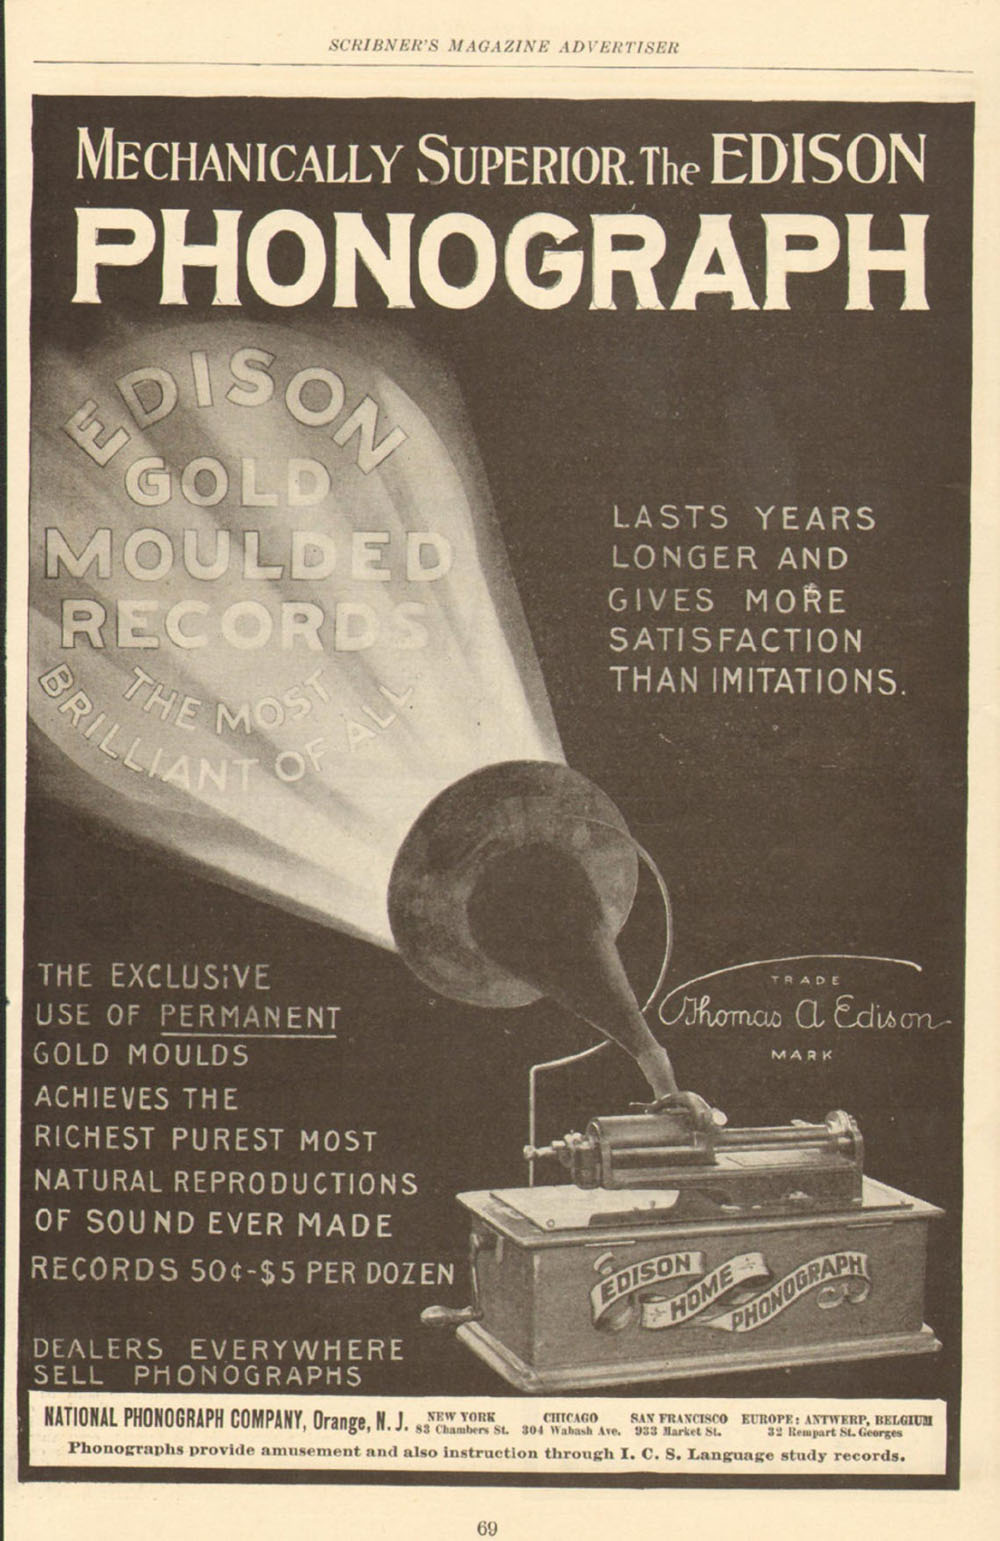 SCRIBNER'S MAGAZINE ADVERTISER
MECHANICALLY SUPERIOR. The EDISON
PHONOGRAPH
EDISON
GOLD
MOULDED
RECORDS
THE MOST
BRILLIANT OF ALL
LASTS YEARS
LONGER AND
GIVES MORE
SATISFACTION
THAN IMITATIONS.
THE EXCLUSIVE
USE OF PERMANENT
GOLD MOULDS
ACHIEVES THE
RICHEST PUREST MOST
NATURAL REPRODUCTIONS
OF SOUND EVER MADE
RECORDS 50¢-$5 PER DOZEN
DEALERS EVERYWHERE
SELL PHONOGRAPHS
TRADE
Thomas A Edison
MARK
EDISON
HOME
PHONOGRAPH
NATIONAL PHONOGRAPH COMPANY, Orange, N. J.
NEW YORK
83 Chambers St.
CHICAGO
304 Wabash Ave.
SAN FRANCISCO
933 Market St.
EUROPE: ANTWERP, BELGIUM
32 Rempart St. Georges
Phonographs provide amusement and also instruction through I. C. S. Language study records.
69